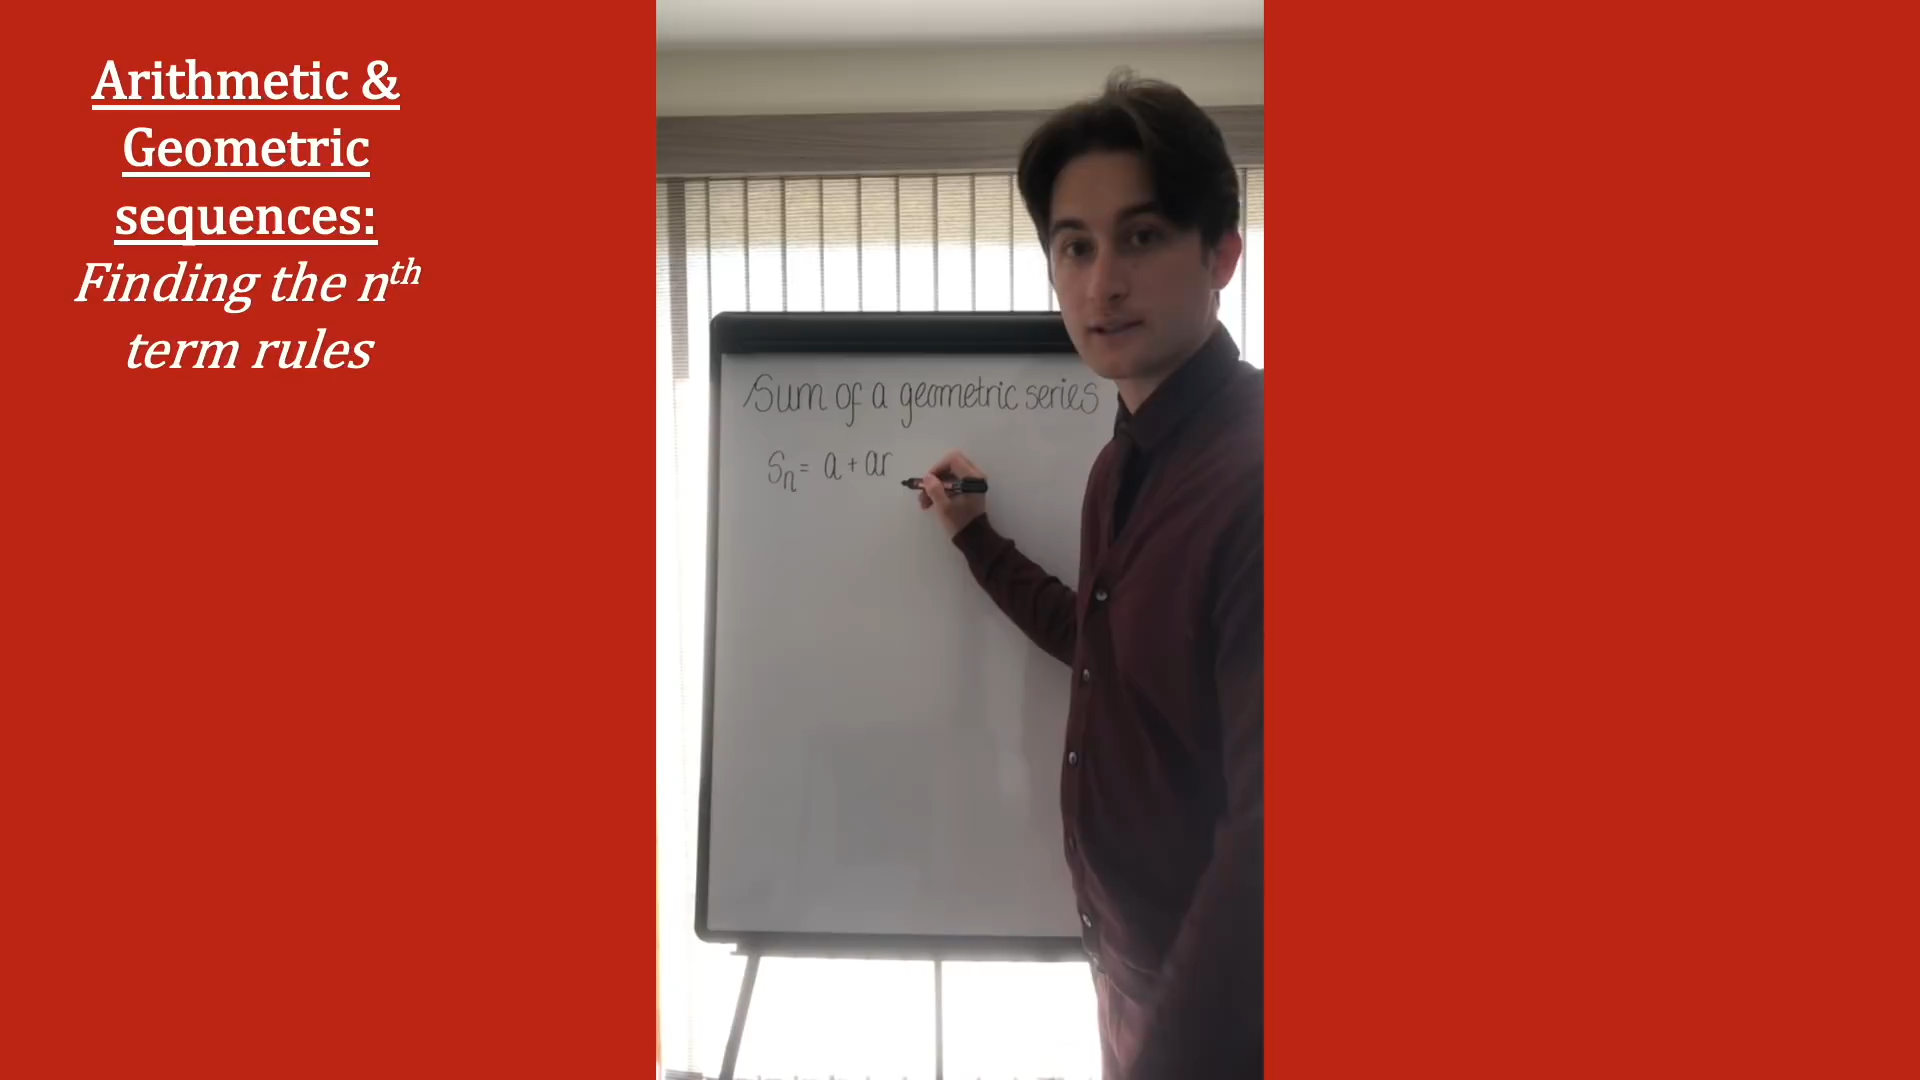 Arithmetic &
Geometric
sequences:
Finding the nth
term rules
Sum of a geometric series
Sn = a + ar